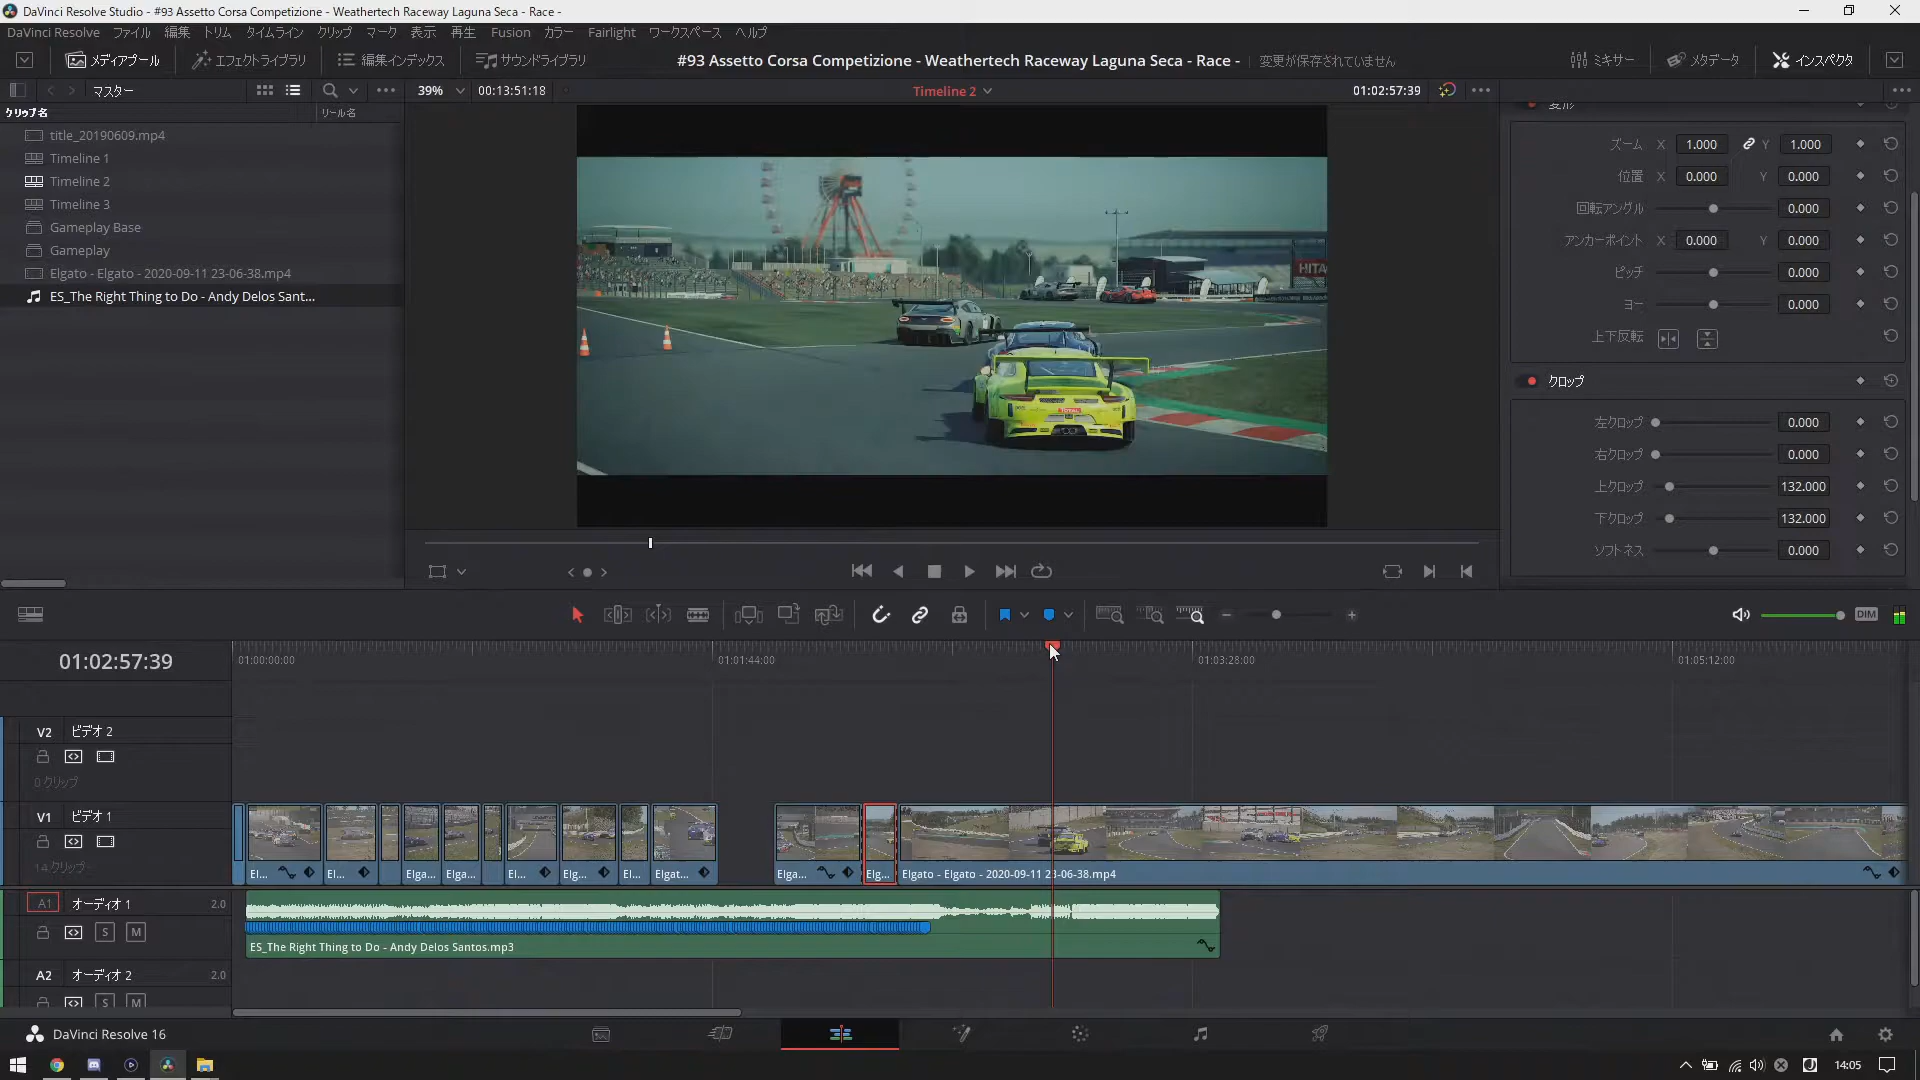 DaVinci Resolve Studio - #93 Assetto Corsa Competizione - Weathertech Raceway Laguna Seca - Race -
DaVinci Resolve ファイル 編集 トリム タイムライン クリップ マーク 表示 再生 Fusion カラー Fairlight ワークスペース ヘルプ
メディアプール エフェクトライブラリ 編集インデックス サウンドライブラリ #93 Assetto Corsa Competizione - Weathertech Raceway Laguna Seca - Race - 変更が保存されていません ミキサー メタデータ インスペクタ
マスター 39% 00:13:51:18 Timeline 2 01:02:57:39
クリップ名 リール名
title_20190609.mp4
Timeline 1
Timeline 2
Timeline 3
Gameplay Base
Gameplay
Elgato - Elgato - 2020-09-11 23-06-38.mp4
ES_The Right Thing to Do - Andy Delos Sant...
HITA
変形
ズーム X 1.000 Y 1.000
位置 X 0.000 Y 0.000
回転アングル 0.000
アンカーポイント X 0.000 Y 0.000
ピッチ 0.000
ヨー 0.000
上下反転
クロップ
左クロップ 0.000
右クロップ 0.000
上クロップ 132.000
下クロップ 132.000
ソフトネス 0.000
DIM
01:02:57:39 01:00:00:00 01:01:44:00 01:03:28:00 01:05:12:00
V2 ビデオ 2
0 クリップ
V1 ビデオ 1
14 クリップ
El... El... Elga... Elga... El... Elg... El... Elgat... Elga... Elg... Elgato - Elgato - 2020-09-11 23-06-38.mp4
A1 オーディオ 1 2.0
S M
ES_The Right Thing to Do - Andy Delos Santos.mp3
A2 オーディオ 2 2.0
S M
DaVinci Resolve 16
14:05